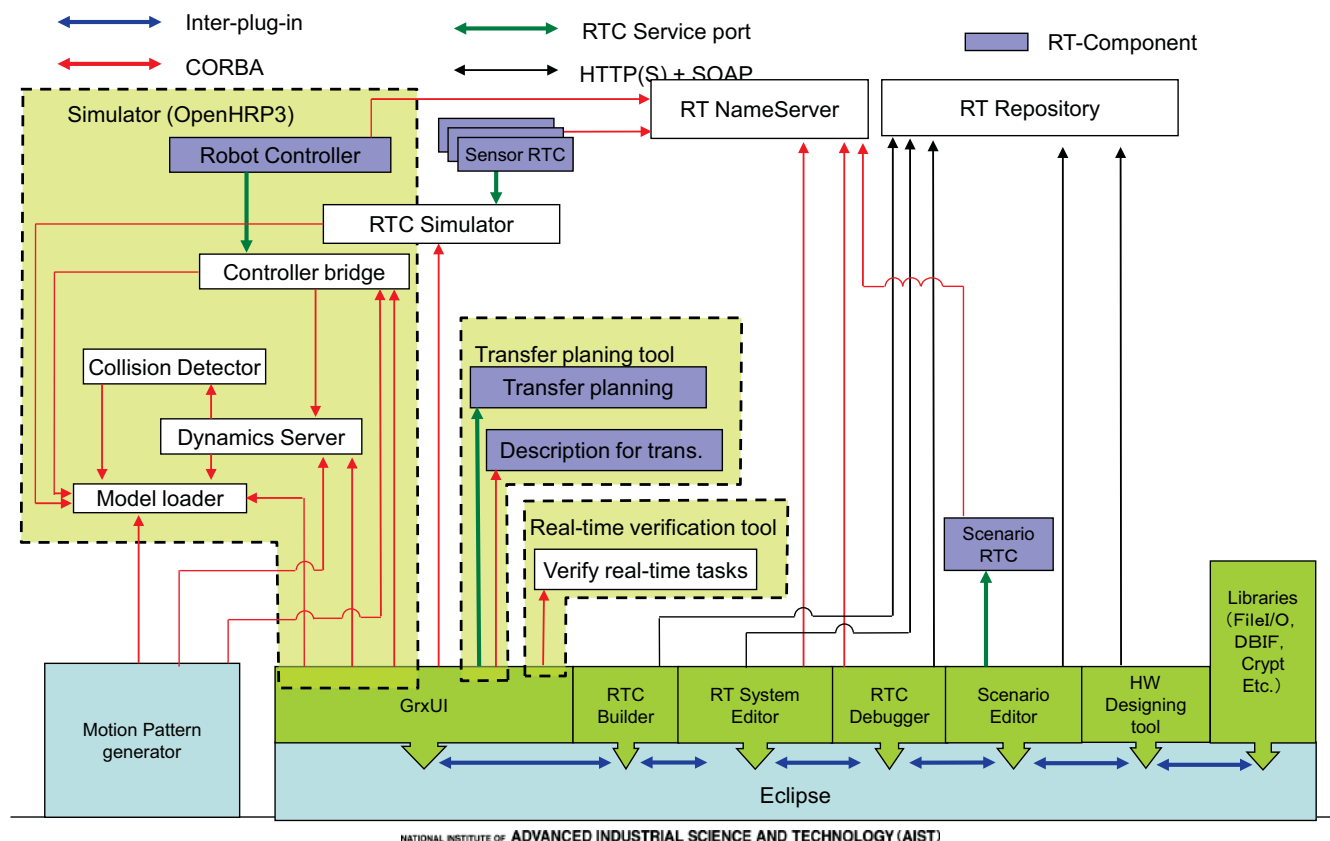 Inter-plug-in
RTC Service port
RT-Component
CORBA
HTTP(S) + SOAP
Simulator (OpenHRP3)
RT NameServer
RT Repository
Robot Controller
Sensor RTC
RTC Simulator
Controller bridge
Transfer planing tool
Collision Detector
Transfer planning
Dynamics Server
Description for trans.
Model loader
Real-time verification tool
Scenario
RTC
Verify real-time tasks
Libraries
(FileI/O,
DBIF,
Crypt
Etc.)
Motion Pattern
generator
GrxUI
RTC
Builder
RT System
Editor
RTC
Debugger
Scenario
Editor
HW
Designing
tool
Eclipse
NATIONAL INSTITUTE OF ADVANCED INDUSTRIAL SCIENCE AND TECHNOLOGY (AIST)